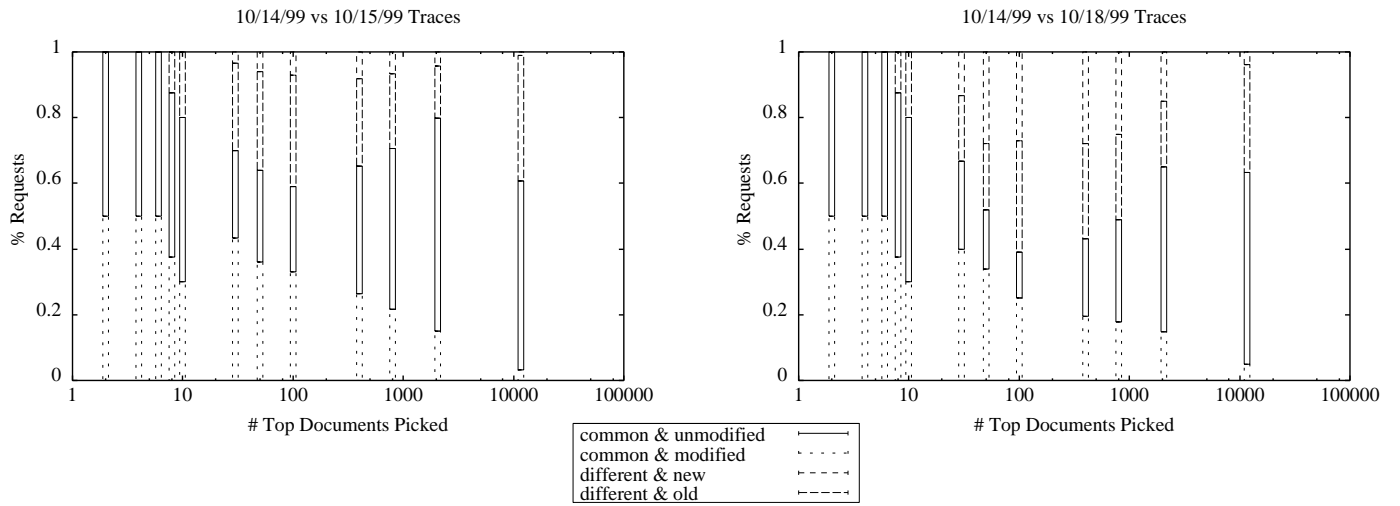 10/14/99 vs 10/15/99 Traces
1
0.8
0.6
0.4
0.2
0
% Requests
1 10 100 1000 10000 100000
# Top Documents Picked
10/14/99 vs 10/18/99 Traces
1
0.8
0.6
0.4
0.2
0
% Requests
1 10 100 1000 10000 100000
# Top Documents Picked
common & unmodified
common & modified
different & new
different & old